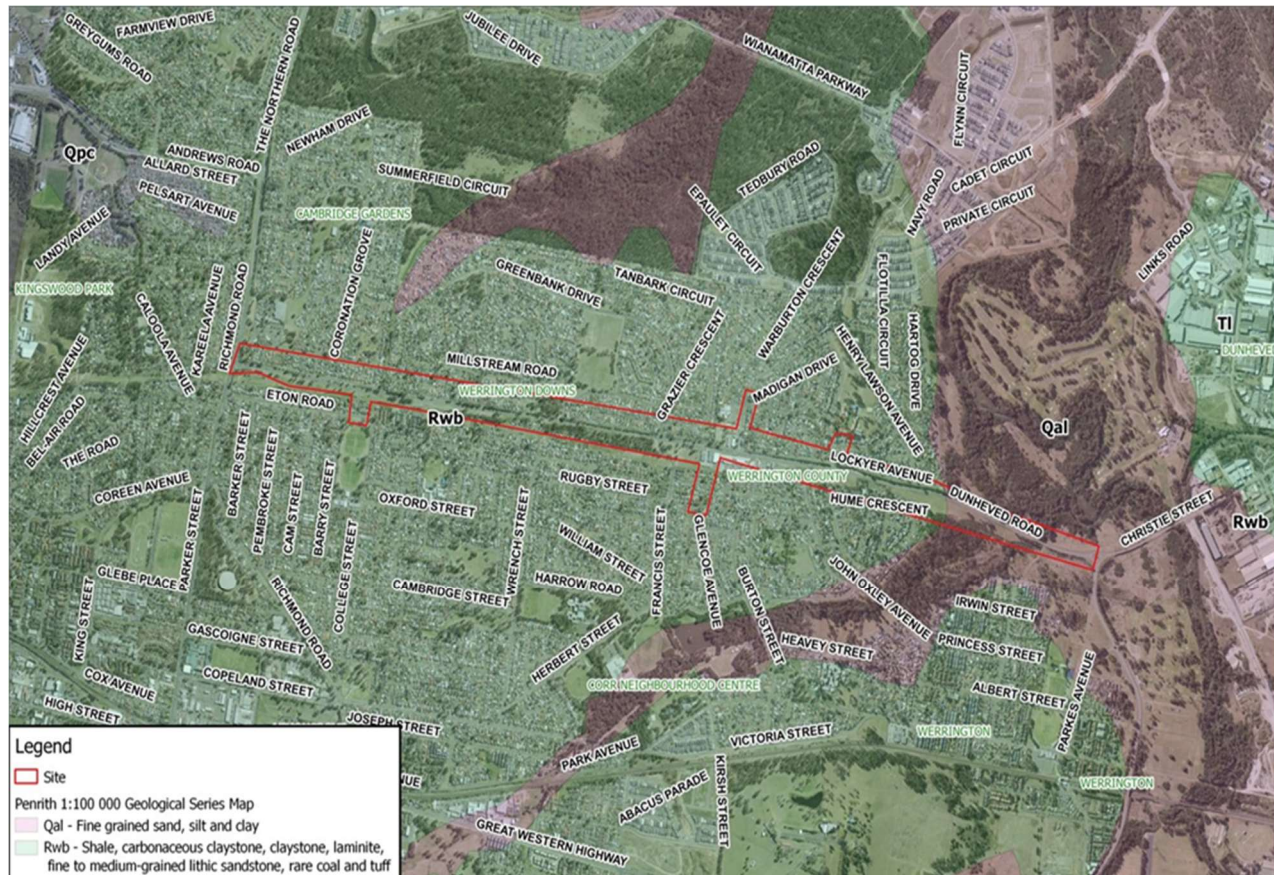 FARMVIEW DRIVE
GREYGUMS ROAD
JUBILEE DRIVE
THE NORTHERN ROAD
WIANAMATTA PARKWAY
FLYNN CIRCUIT
NEWHAM DRIVE
Qpc
ANDREWS ROAD
ALLARD STREET
PELSART AVENUE
SUMMERFIELD CIRCUIT
TEDBURY ROAD
CADET CIRCUIT
NAVY ROAD
PRIVATE CIRCUIT
EPAULET CIRCUIT
LANDY AVENUE
CAMBRIDGE GARDENS
LINKS ROAD
KINGSWOOD PARK
KAREELA AVENUE
RICHMOND ROAD
CORONATION GROVE
GREENBANK DRIVE
TANBARK CIRCUIT
WARBURTON CRESCENT
FLOTILLA CIRCUIT
HARTOG DRIVE
CALOOLA AVENUE
HENRYLAWSON AVENUE
Tl
DUNHEVED
HILLCREST AVENUE
MILLSTREAM ROAD
GRAZIER CRESCENT
MADIGAN DRIVE
WERRINGTON DOWNS
ETON ROAD
Rwb
BEL-AIR ROAD
THE ROAD
Qal
BARKER STREET
PEMBROKE STREET
CAM STREET
BARRY STREET
COREEN AVENUE
LOCKYER AVENUE
RUGBY STREET
WERRINGTON COUNTY
OXFORD STREET
HUME CRESCENT
DUNHEVED ROAD
CHRISTIE STREET
Rwb
PARKER STREET
COLLEGE STREET
WRENCH STREET
WILLIAM STREET
FRANCIS STREET
GLENCOE AVENUE
GLEBE PLACE
KING STREET
RICHMOND ROAD
CAMBRIDGE STREET
HARROW ROAD
BURTON STREET
JOHN OXLEY AVENUE
IRWIN STREET
GASCOIGNE STREET
HERBERT STREET
HEAVEY STREET
PRINCESS STREET
COX AVENUE
COPELAND STREET
CORR NEIGHBOURHOOD CENTRE
ALBERT STREET
PARKES AVENUE
HIGH STREET
JOSEPH STREET
VICTORIA STREET
WERRINGTON
PARK AVENUE
KIRSH STREET
ABACUS PARADE
WERRINGTON
GREAT WESTERN HIGHWAY
Legend
Site
Penrith 1:100 000 Geological Series Map
Qal - Fine grained sand, silt and clay
Rwb - Shale, carbonaceous claystone, claystone, laminite,
fine to medium-grained lithic sandstone, rare coal and tuff